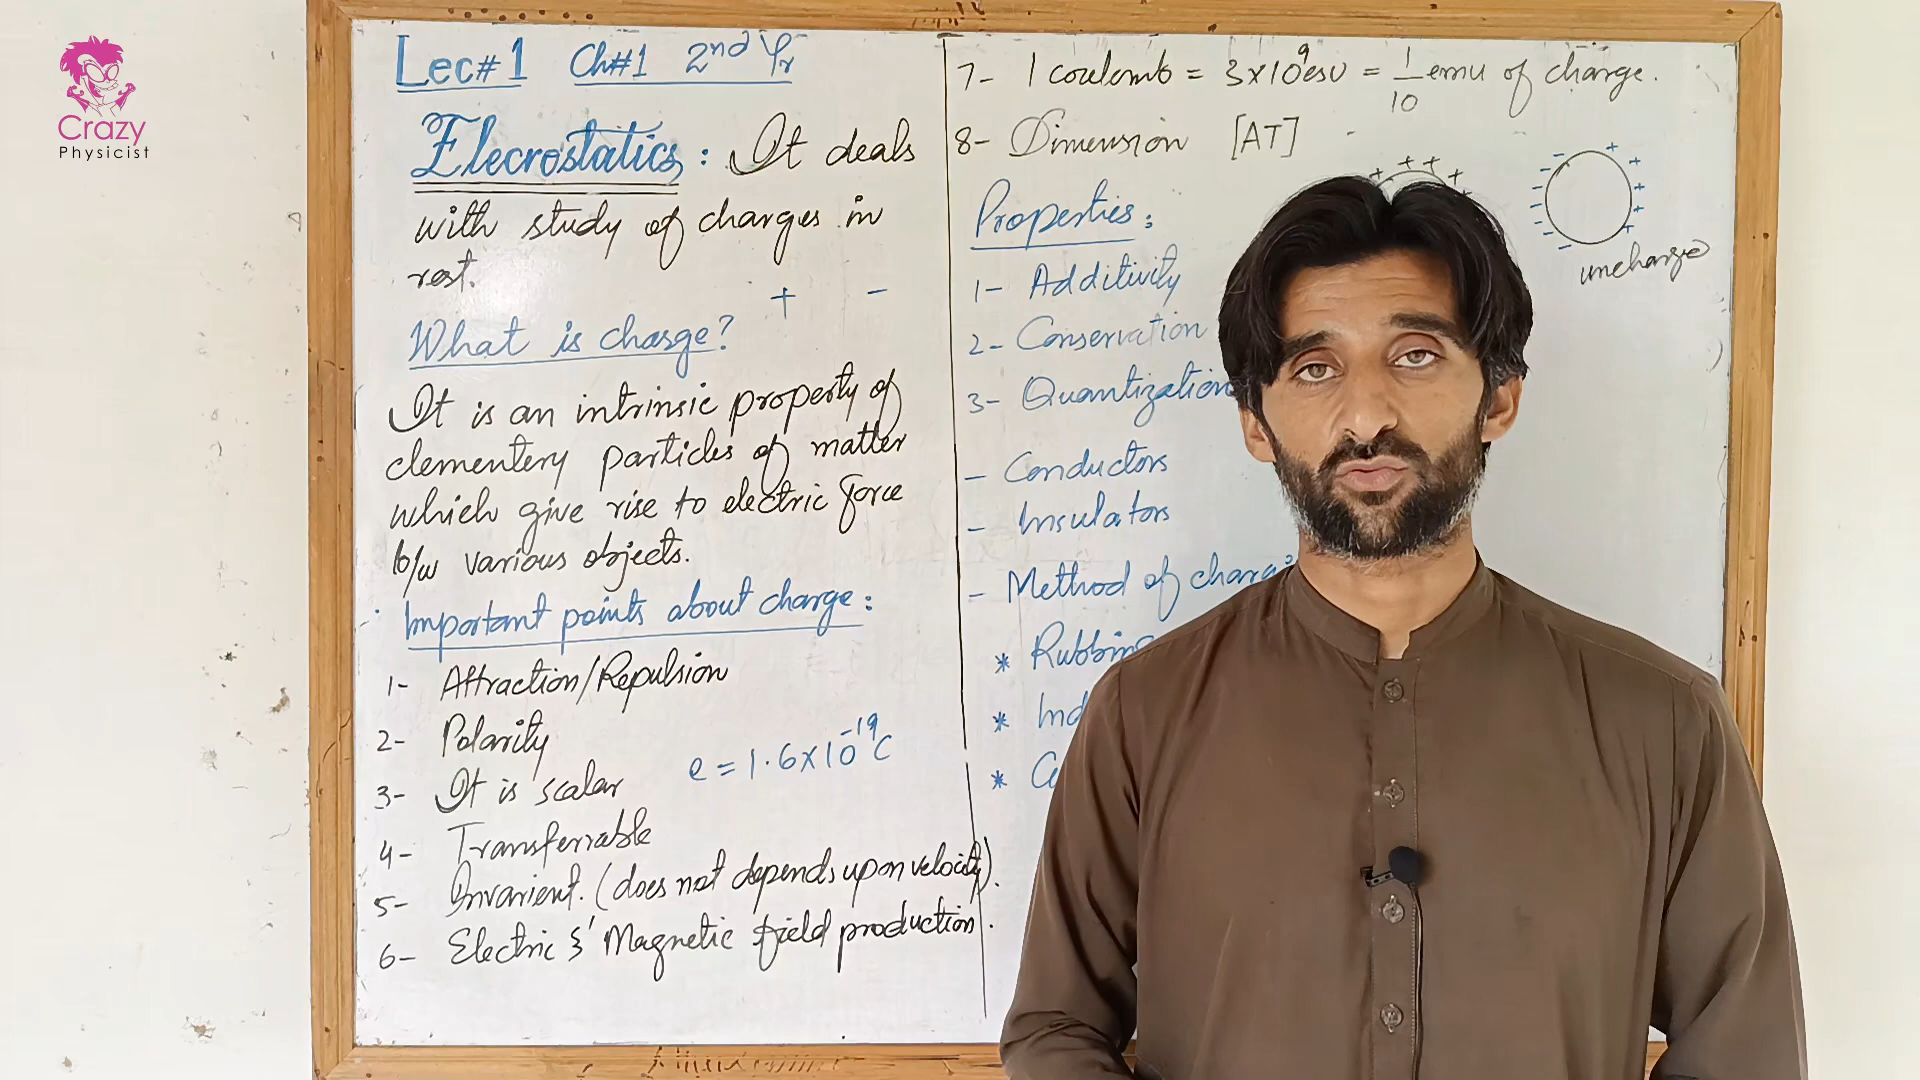 Crazy
Physicist
Lec#1 Ch#1 2nd Yr
Elecrostatics: It deals
with study of charges in
rest.
+ -
What is charge?
It is an intrinsic property of
elementery particles of matter
which give rise to electric force
b/w various objects.
Important points about charge:
1- Attraction/Repulsion
2- Polarity
3- It is scalar
e = 1.6x10^-19 C
4- Transferrable
5- Invarient. (does not depends upon velocity).
6- Electric & Magnetic field production.
7- 1 coulomb = 3x10^9 esu = 1/10 emu of charge.
8- Dimension [AT]
Properties:
1- Additivity
2- Conservation
3- Quantization
- Conductors
- Insulators
- Method of charg
* Rubbing
* Ind
* C
uncharge